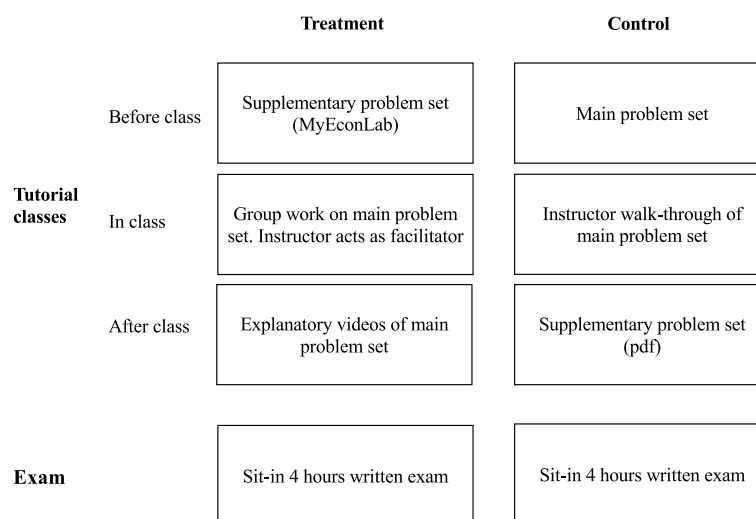 Treatment
Control
Before class
Supplementary problem set
(MyEconLab)
Main problem set
Tutorial
classes
In class
Group work on main problem
set. Instructor acts as facilitator
Instructor walk-through of
main problem set
After class
Explanatory videos of main
problem set
Supplementary problem set
(pdf)
Exam
Sit-in 4 hours written exam
Sit-in 4 hours written exam